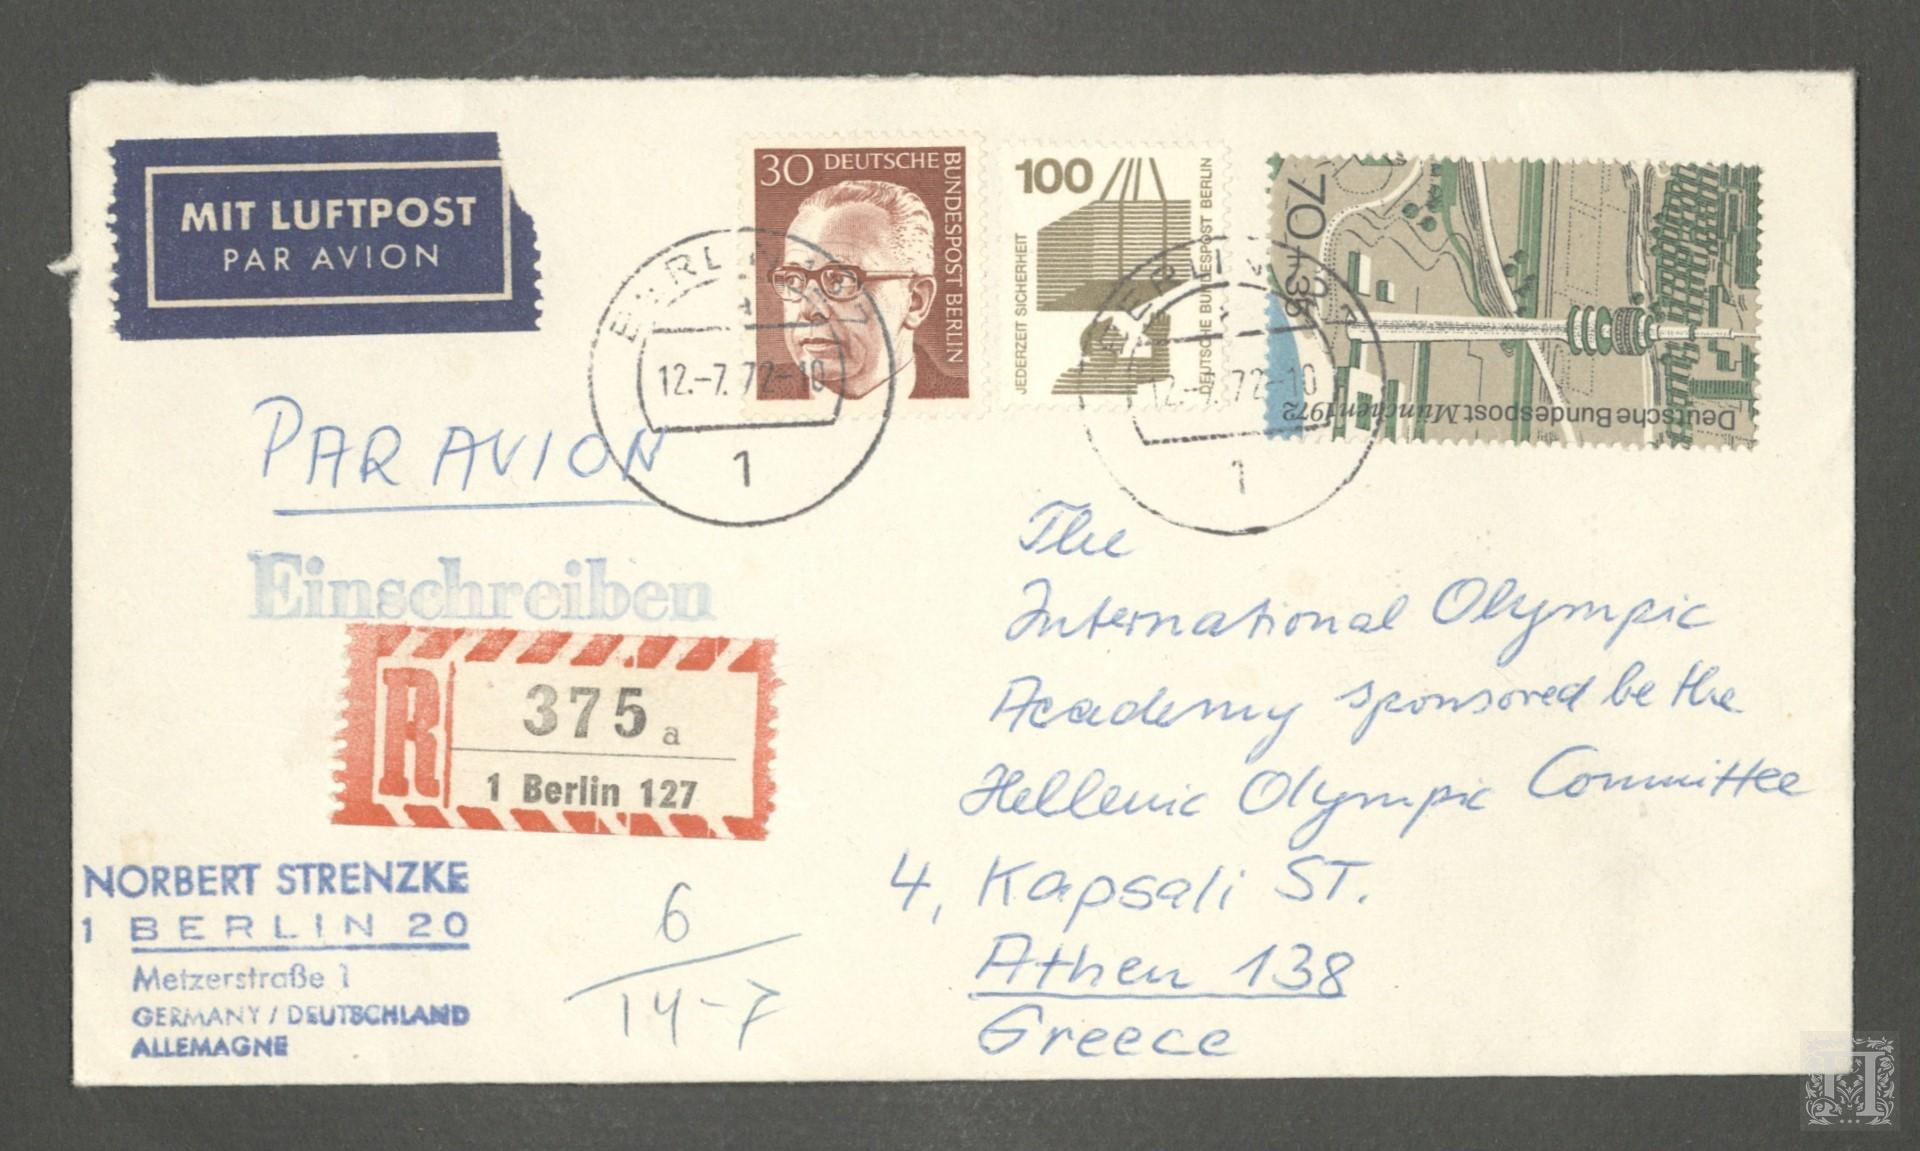 MIT LUFTPOST
PAR AVION
30 DEUTSCHE BUNDESPOST BERLIN
100
JEDERZEIT SICHERHEIT
DEUTSCHE BUNDESPOST BERLIN
70+35
Deutsche Bundespost München 1972
BERLIN
12.-7.72-10
1
BERLIN
12.-7.72-10
1
PAR AVION
Einschreiben
R
375 a
1 Berlin 127
The
International Olympic
Academy sponsored be the
Hellenic Olympic Committee
4, Kapsali ST.
Athen 138
Greece
NORBERT STRENZKE
1 BERLIN 20
Metzerstraße 1
GERMANY / DEUTSCHLAND
ALLEMAGNE
6
14-7